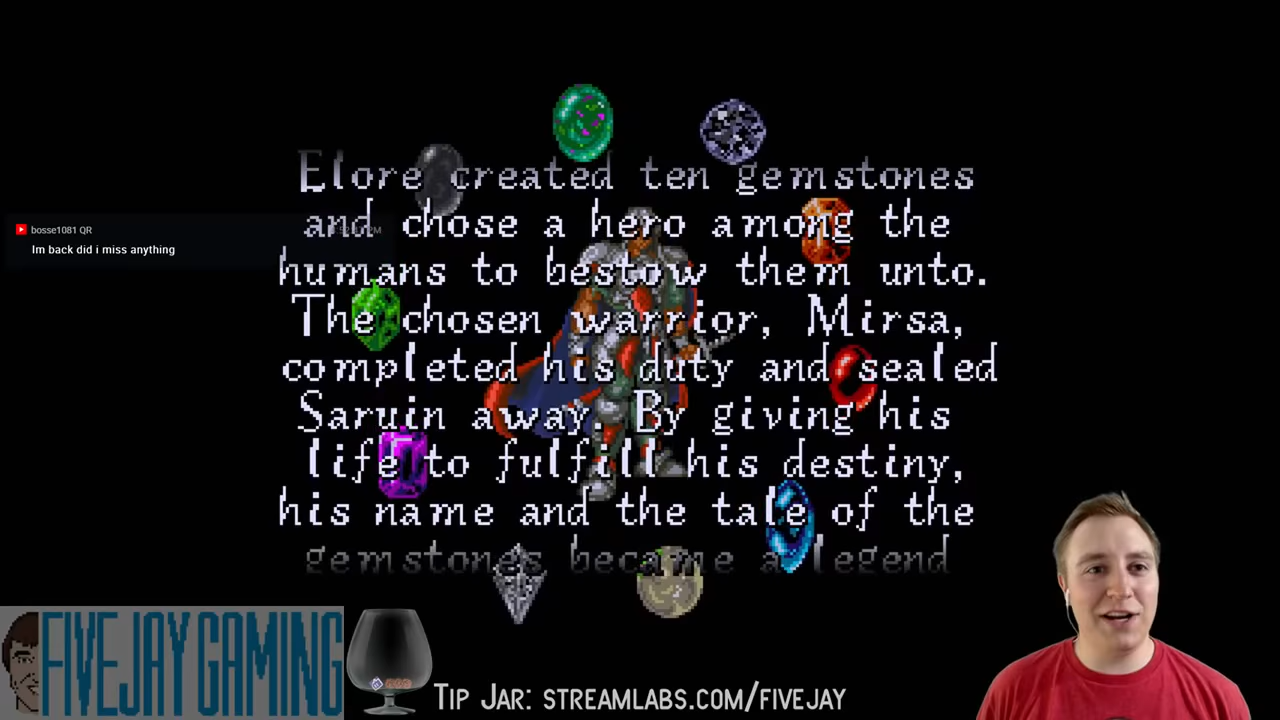 Elore created ten gemstones
and chose a hero among the
humans to bestow them unto.
The chosen warrior, Mirsa,
completed his duty and sealed
Saruin away. By giving his
life to fulfill his destiny,
his name and the tale of the
gemstones became a legend
bosse1081 QR
Im back did i miss anything
FIVEJAY GAMING
TIP JAR: STREAMLABS.COM/FIVEJAY